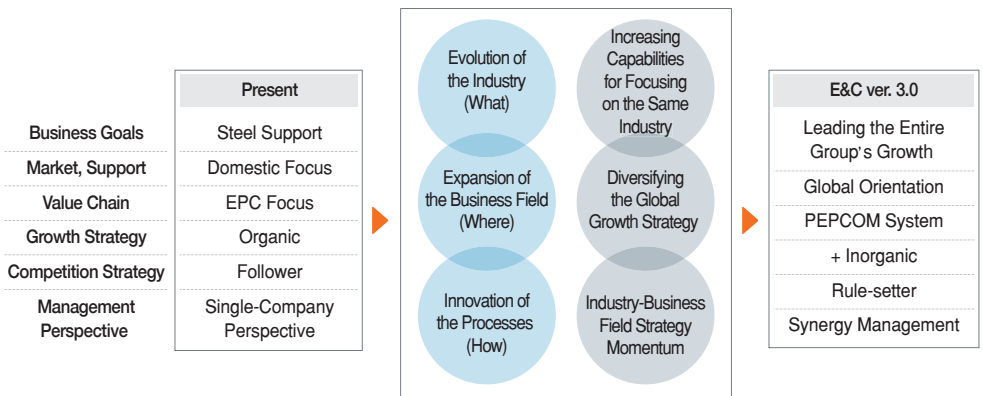 Business Goals
Market, Support
Value Chain
Growth Strategy
Competition Strategy
Management
Perspective
Present
Steel Support
Domestic Focus
EPC Focus
Organic
Follower
Single-Company
Perspective
Evolution of
the Industry
(What)
Expansion of
the Business Field
(Where)
Innovation of
the Processes
(How)
Increasing
Capabilities
for Focusing
on the Same
Industry
Diversifying
the Global
Growth Strategy
Industry-Business
Field Strategy
Momentum
E&C ver. 3.0
Leading the Entire
Group's Growth
Global Orientation
PEPCOM System
+ Inorganic
Rule-setter
Synergy Management